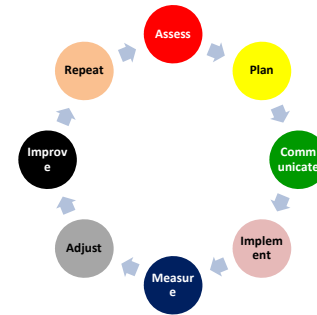 Assess
Plan
Comm
unicate
Implem
ent
Measur
e
Adjust
Improv
e
Repeat